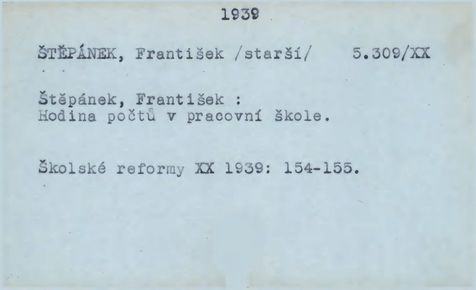 1939
ŠTĚPÁNEK, František /starší/ 5.309/XX
Štěpánek, František :
Hodina počtů v pracovní škole.
Školské reformy XX 1939: 154-155.